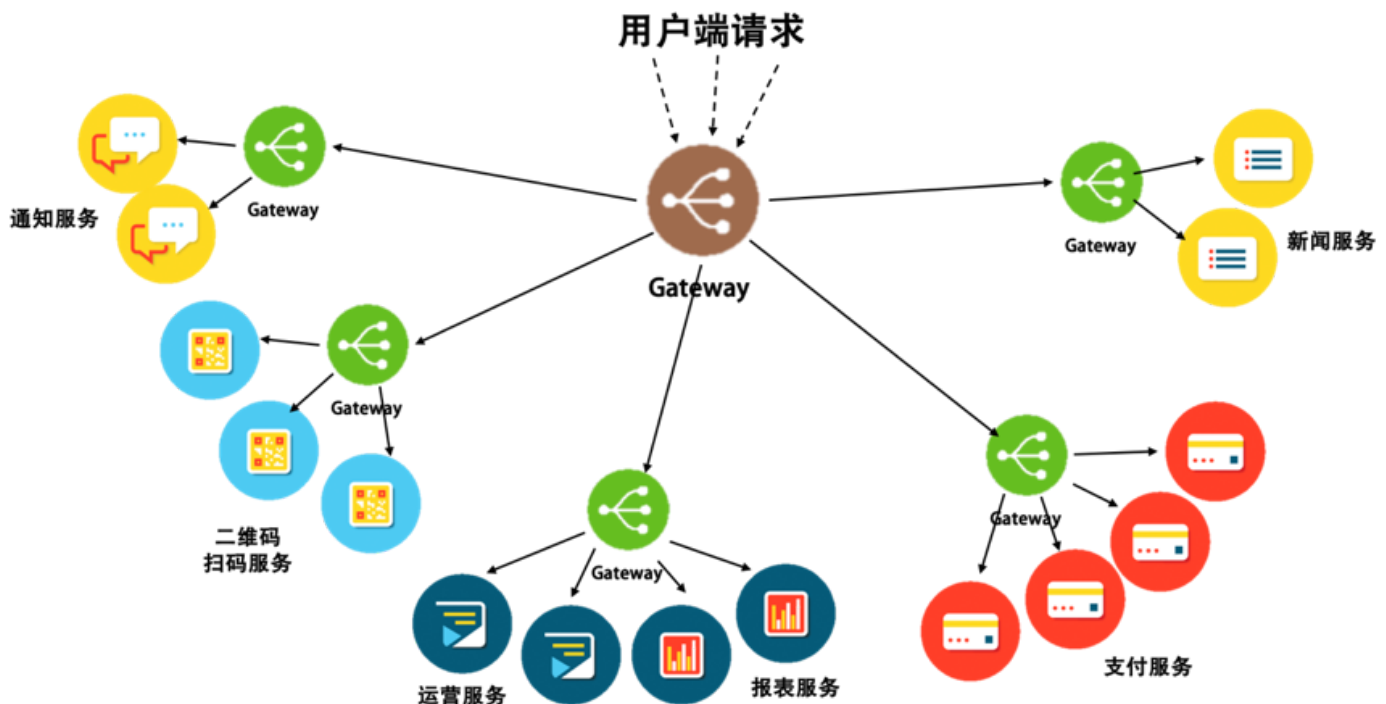 用户端请求
Gateway
通知服务
Gateway
Gateway
新闻服务
Gateway
二维码
扫码服务
Gateway
运营服务
报表服务
Gateway
支付服务